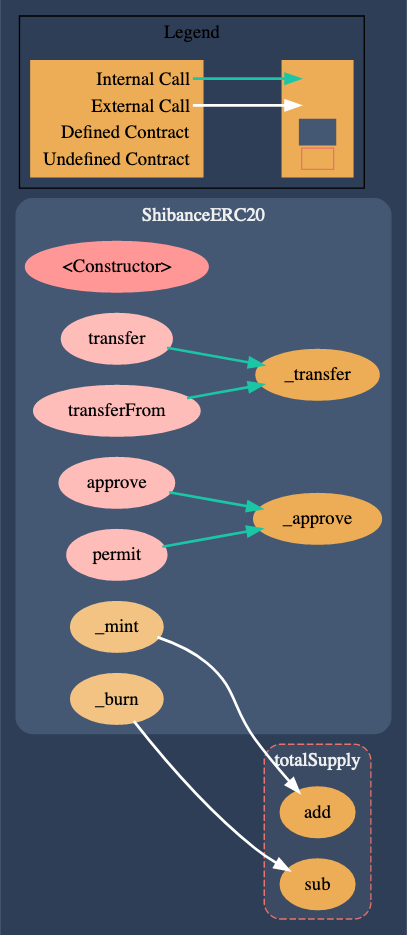 Legend
Internal Call
External Call
Defined Contract
Undefined Contract
ShibanceERC20
<Constructor>
transfer
_transfer
transferFrom
approve
_approve
permit
_mint
_burn
totalSupply
add
sub